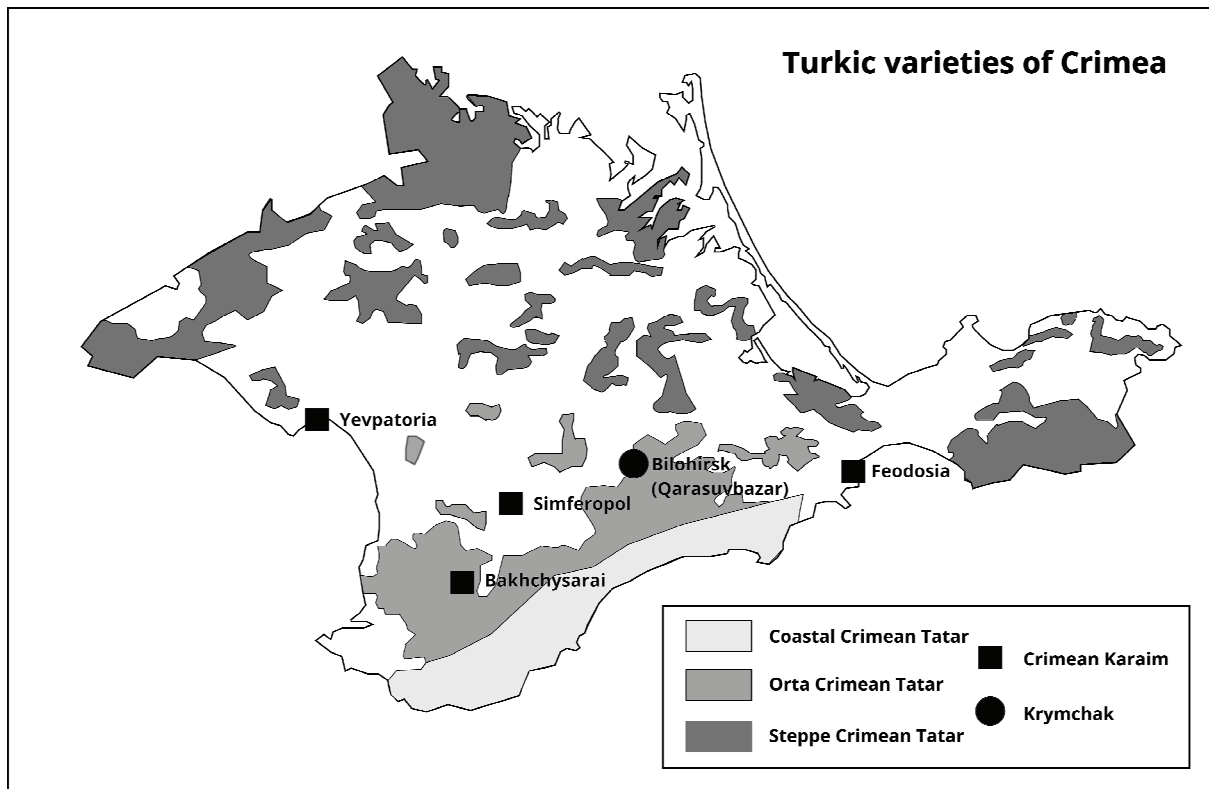 Turkic varieties of Crimea
Yevpatoria
Bilohirsk
(Qarasuvbazar)
Feodosia
Simferopol
Bakhchysarai
Coastal Crimean Tatar
Orta Crimean Tatar
Steppe Crimean Tatar
Crimean Karaim
Krymchak